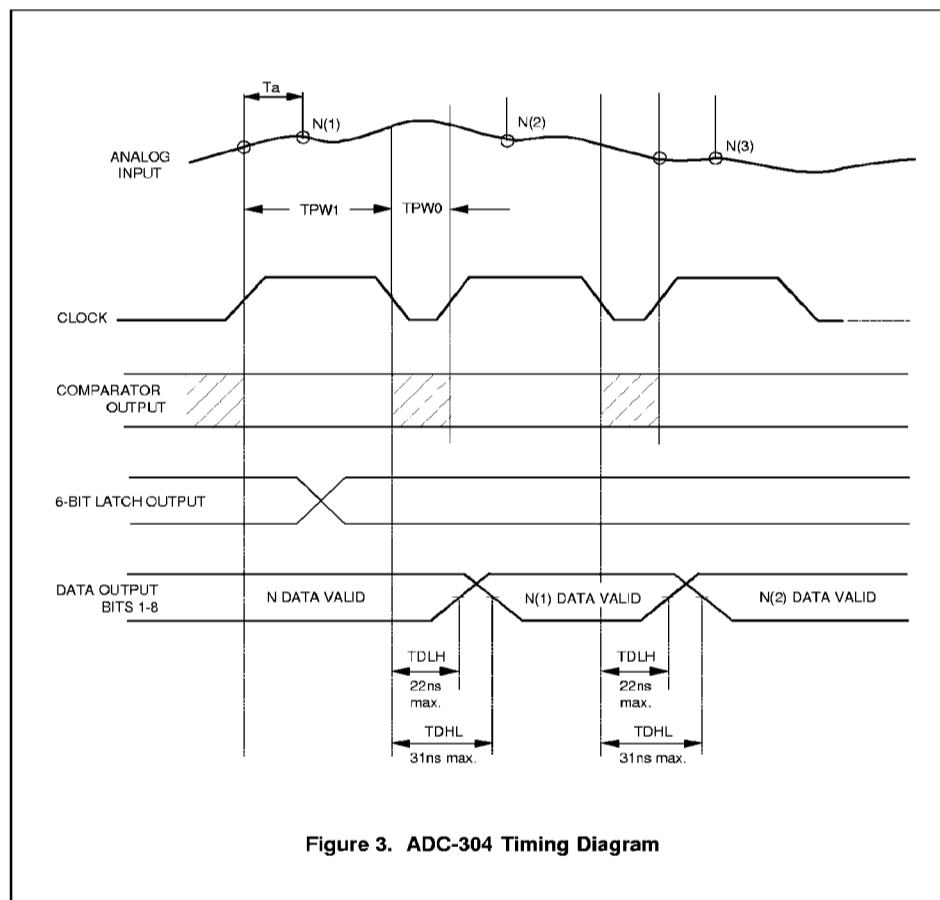 Ta
N(1)
N(2)
N(3)
ANALOG
INPUT
TPW1
TPW0
CLOCK
COMPARATOR
OUTPUT
6-BIT LATCH OUTPUT
DATA OUTPUT
BITS 1-8
N DATA VALID
N(1) DATA VALID
N(2) DATA VALID
TDLH
22ns
max.
TDHL
31ns max.
TDLH
22ns
max.
TDHL
31ns max.
Figure 3. ADC-304 Timing Diagram